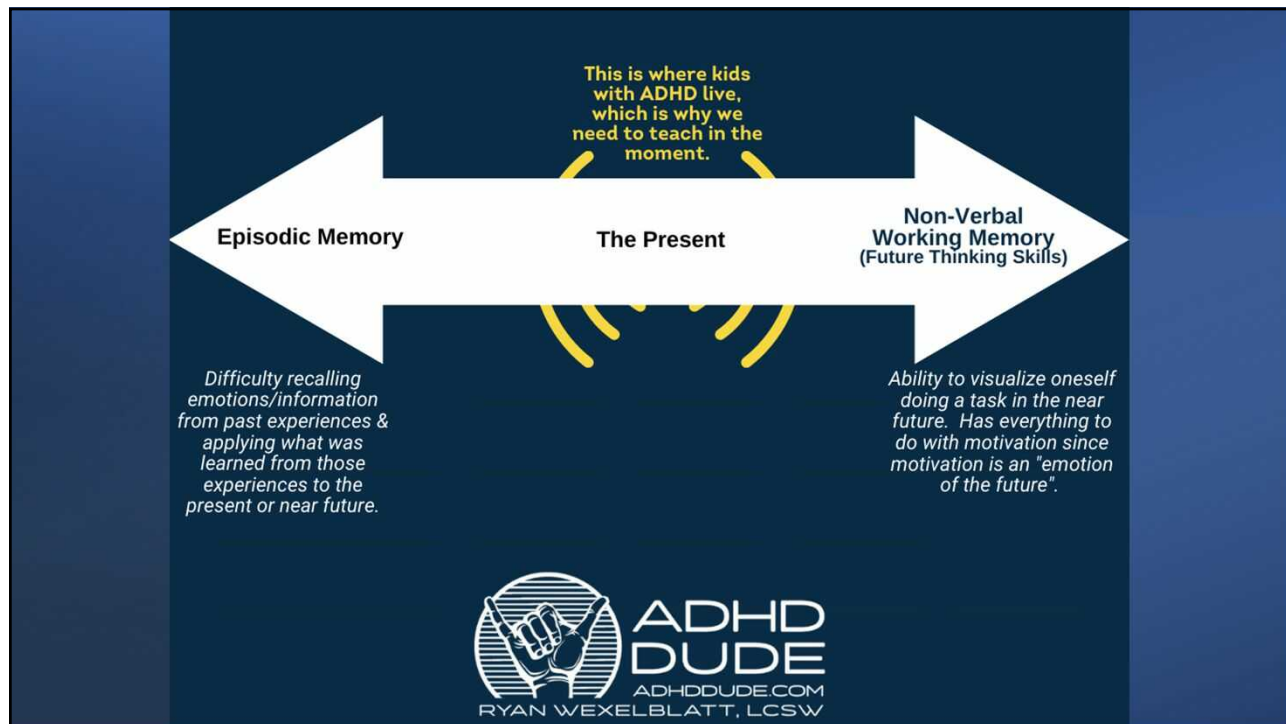 This is where kids
with ADHD live,
which is why we
need to teach in the
moment.
Episodic Memory
The Present
Non-Verbal
Working Memory
(Future Thinking Skills)
Difficulty recalling
emotions/information
from past experiences &
applying what was
learned from those
experiences to the
present or near future.
Ability to visualize oneself
doing a task in the near
future. Has everything to
do with motivation since
motivation is an "emotion
of the future".
ADHD
DUDE
ADHDDUDE.COM
RYAN WEXELBLATT, LCSW